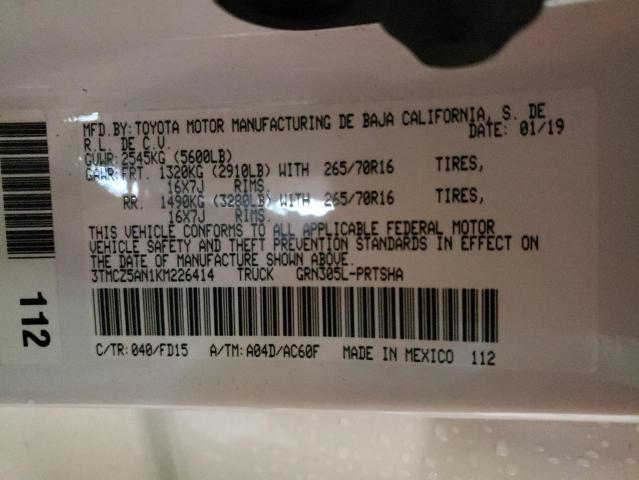 MFD.BY:TOYOTA MOTOR MANUFACTURING DE BAJA CALIFORNIA, S. DE
R.L. DE C.V. DATE: 01/19
GVWR:2545KG (5600LB)
GAWR:FRT. 1320KG (2910LB) WITH 265/70R16 TIRES,
16X7J RIMS.
RR. 1490KG (3280LB) WITH 265/70R16 TIRES,
16X7J RIMS.
THIS VEHICLE CONFORMS TO ALL APPLICABLE FEDERAL MOTOR
VEHICLE SAFETY AND THEFT PREVENTION STANDARDS IN EFFECT ON
THE DATE OF MANUFACTURE SHOWN ABOVE.
3TMCZ5AN1KM226414 TRUCK GRN305L-PRTSHA
C/TR:040/FD15 A/TM:A04D/AC60F MADE IN MEXICO 112
112